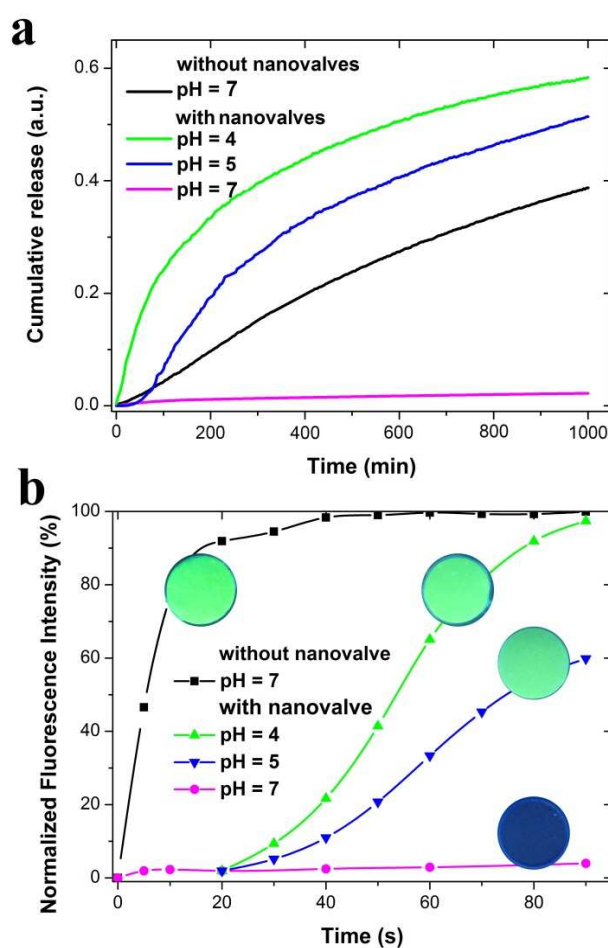 a
0.6
0.4
0.2
0.0
Cumulative release (a.u.)
without nanovalves
pH = 7
with nanovalves
pH = 4
pH = 5
pH = 7
0 200 400 600 800 1000
Time (min)
b
100
80
60
40
20
0
Normalized Fluorescence Intensity (%)
without nanovalve
pH = 7
with nanovalve
pH = 4
pH = 5
pH = 7
0 20 40 60 80
Time (s)